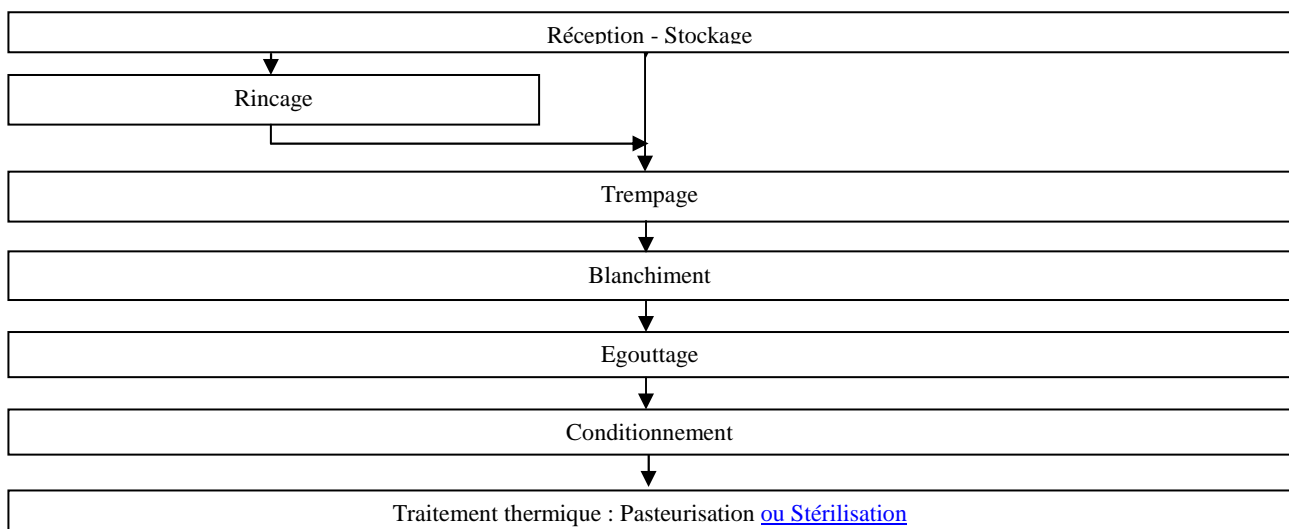 Réception - Stockage
Rincage
Trempage
Blanchiment
Egouttage
Conditionnement
Traitement thermique : Pasteurisation ou Stérilisation